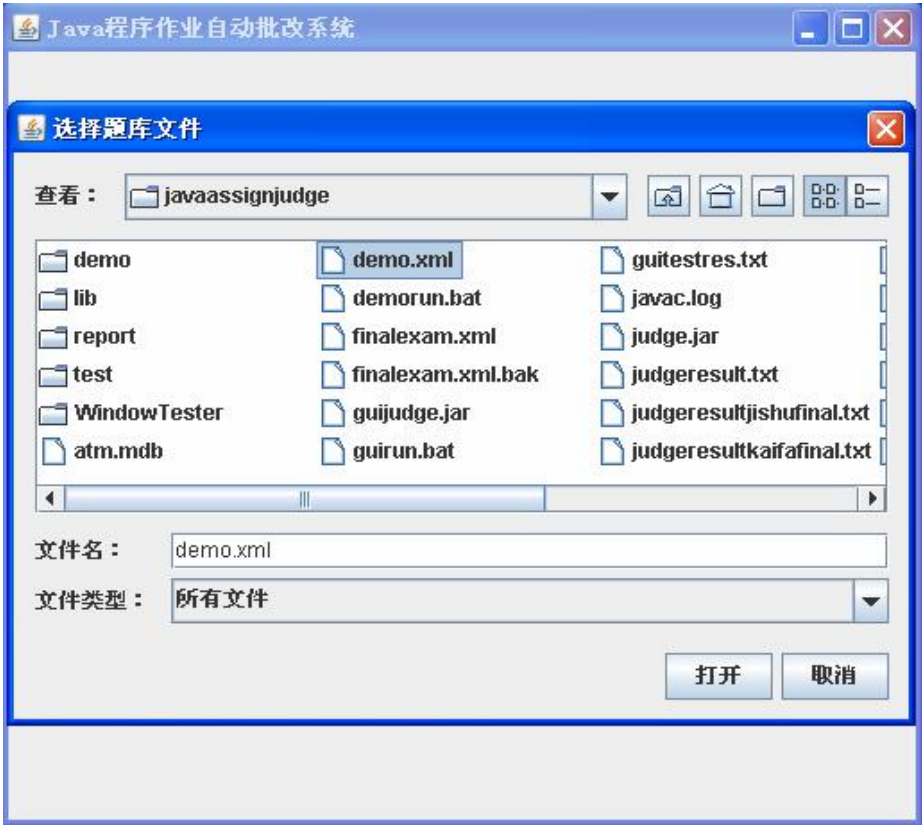 Java程序作业自动批改系统
选择题库文件
查看：
javaassignjudge
demo
demo.xml
guitestres.txt
lib
demorun.bat
javac.log
report
finalexam.xml
judge.jar
test
finalexam.xml.bak
judgeresult.txt
WindowTester
guijudge.jar
judgeresultjishufinal.txt
atm.mdb
guirun.bat
judgeresultkaifafinal.txt
文件名：
demo.xml
文件类型：
所有文件
打开
取消